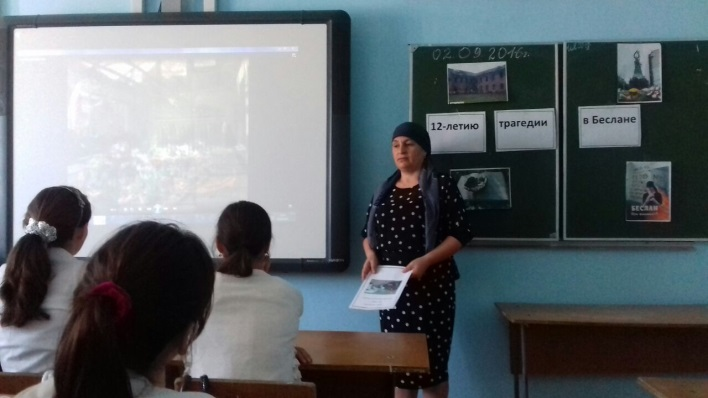 02.09.2016г.
12-летию
трагедии
в Беслане
БЕСЛАН